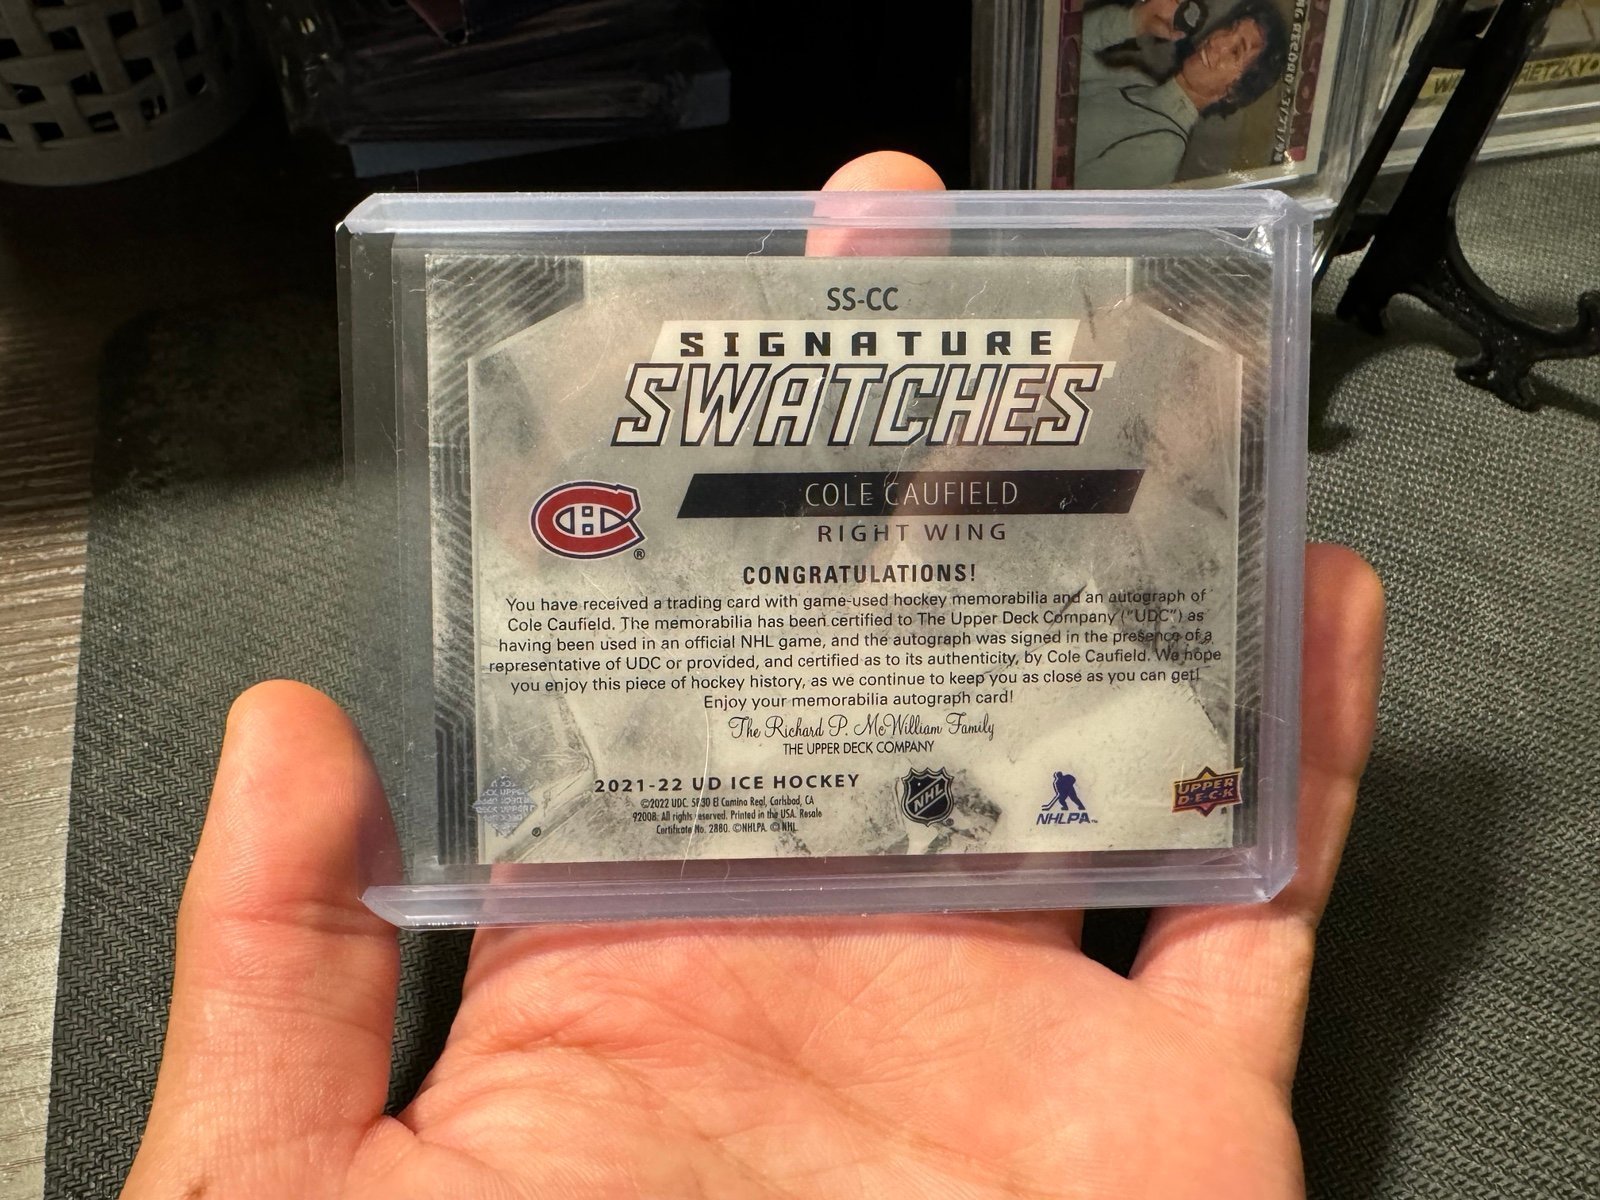 SS-CC
SIGNATURE
SWATCHES
COLE CAUFIELD
RIGHT WING
CONGRATULATIONS!
You have received a trading card with game-used hockey memorabilia and an autograph of
Cole Caufield. The memorabilia has been certified to The Upper Deck Company ("UDC") as
having been used in an official NHL game, and the autograph was signed in the presence of a
representative of UDC or provided, and certified as to its authenticity, by Cole Caufield. We hope
you enjoy this piece of hockey history, as we continue to keep you as close as you can get!
Enjoy your memorabilia autograph card!
The Richard P. McWilliam Family
THE UPPER DECK COMPANY
2021-22 UD ICE HOCKEY
©2022 UDC. 5830 El Camino Real, Carlsbad, CA
92008. All rights reserved. Printed in the USA. Resale
Certificate No. 2880. ©NHLPA. ©NHL
NHL
NHLPA™
UPPER
DECK